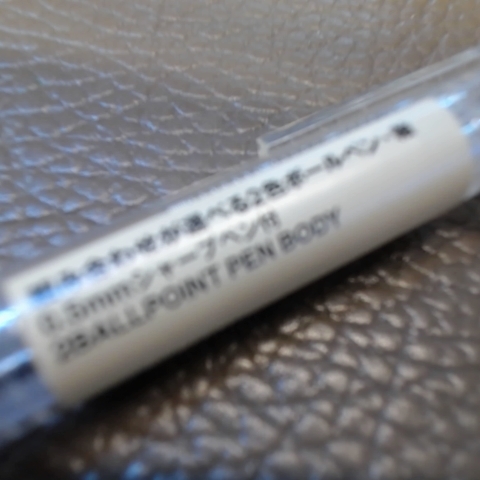 組み合わせが選べる2色ボールペン・軸
0.5mmシャープペン付
2BALLPOINT PEN BODY